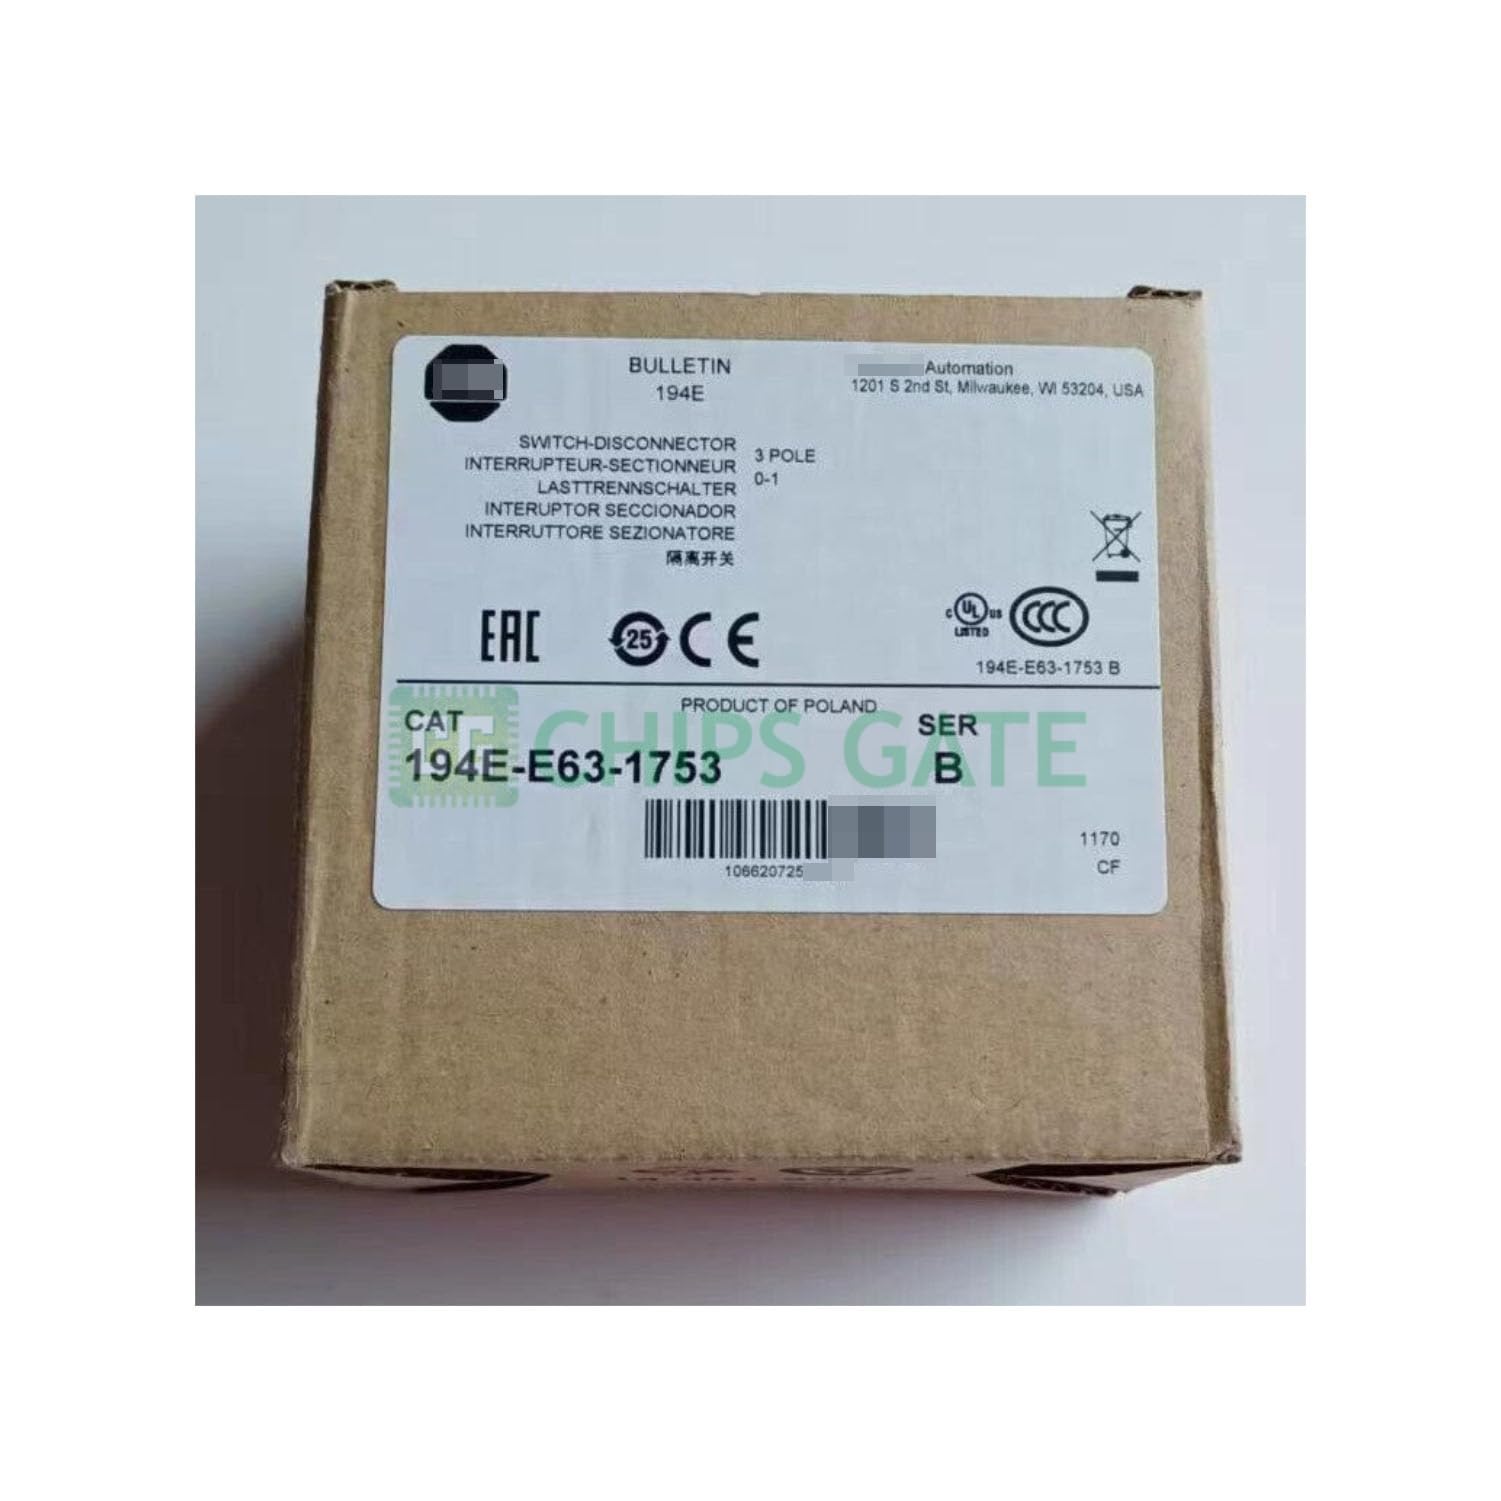 BULLETIN
194E
Automation
1201 S 2nd St, Milwaukee, WI 53204, USA
SWITCH-DISCONNECTOR
INTERRUPTEUR-SECTIONNEUR
LASTTRENNSCHALTER
INTERUPTOR SECCIONADOR
INTERRUTTORE SEZIONATORE
隔离开关
3 POLE
0-1
EAC
25
CE
C UL US
LISTED
CCC
194E-E63-1753 B
PRODUCT OF POLAND
CAT
194E-E63-1753
SER
B
CHIPS GATE
106620725
1170
CF